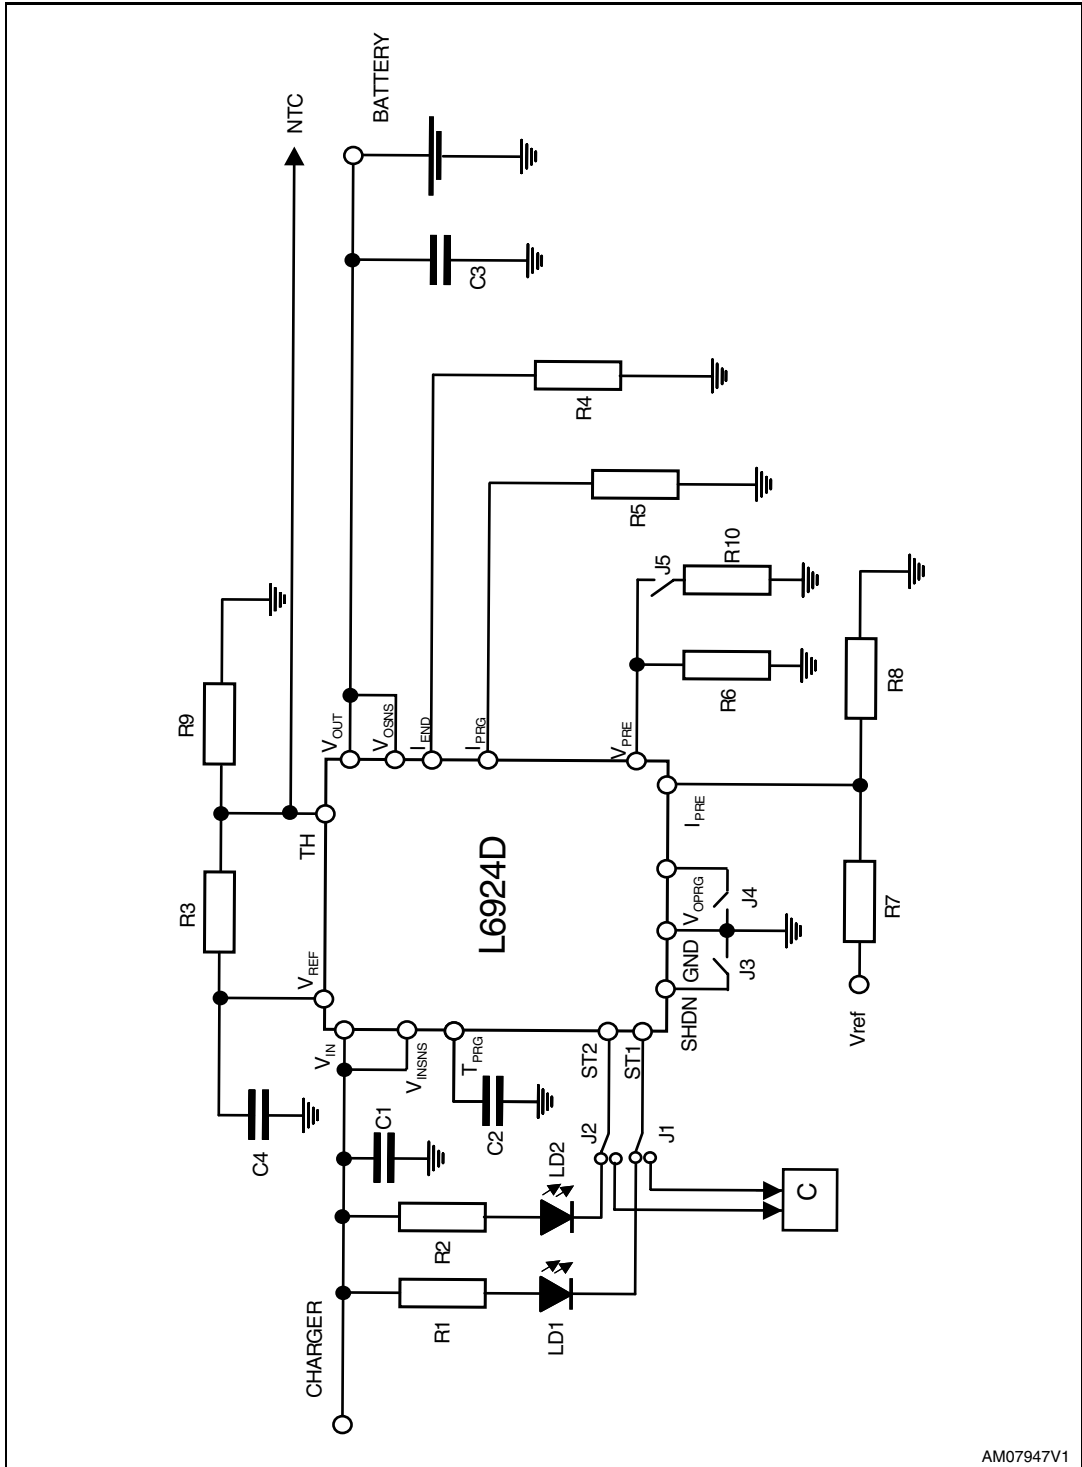 CHARGER
R1
LD1
R2
LD2
C1
C4
VIN
VINSNS
TPRG
C2
J2
J1
ST2
ST1
C
VREF
R3
TH
R9
NTC
L6924D
VOUT
VOSNS
IEND
IPRG
VPRE
IPRE
VOPRG
GND
SHDN
J3
J4
Vref
R7
R8
R6
J5
R10
R5
R4
C3
BATTERY
AM07947V1